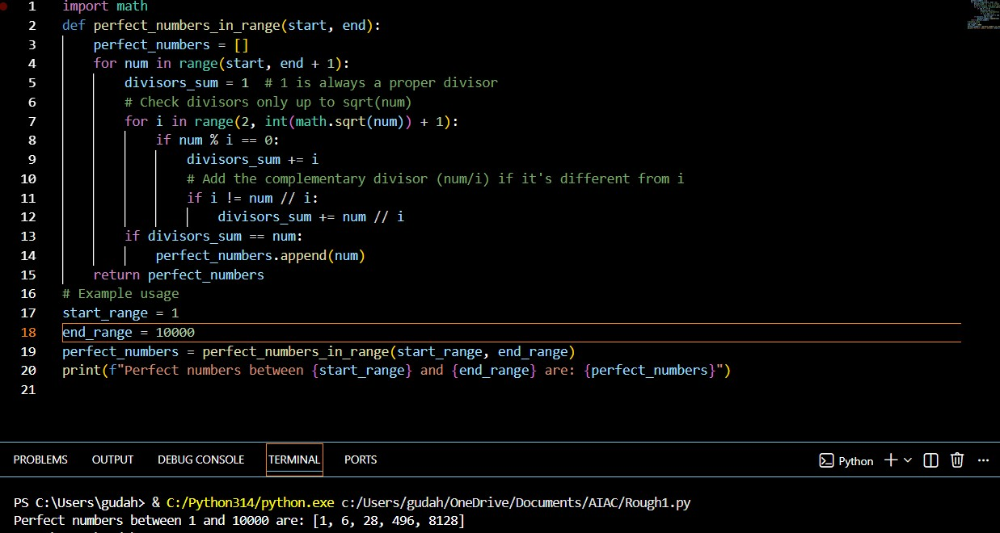 1 import math
2 def perfect_numbers_in_range(start, end):
3     perfect_numbers = []
4     for num in range(start, end + 1):
5         divisors_sum = 1  # 1 is always a proper divisor
6         # Check divisors only up to sqrt(num)
7         for i in range(2, int(math.sqrt(num)) + 1):
8             if num % i == 0:
9                 divisors_sum += i
10                 # Add the complementary divisor (num/i) if it's different from i
11                 if i != num // i:
12                     divisors_sum += num // i
13         if divisors_sum == num:
14             perfect_numbers.append(num)
15     return perfect_numbers
16 # Example usage
17 start_range = 1
18 end_range = 10000
19 perfect_numbers = perfect_numbers_in_range(start_range, end_range)
20 print(f"Perfect numbers between {start_range} and {end_range} are: {perfect_numbers}")
21
PROBLEMS OUTPUT DEBUG CONSOLE TERMINAL PORTS Python
PS C:\Users\gudah> & C:/Python314/python.exe c:/Users/gudah/OneDrive/Documents/AIAC/Rough1.py
Perfect numbers between 1 and 10000 are: [1, 6, 28, 496, 8128]